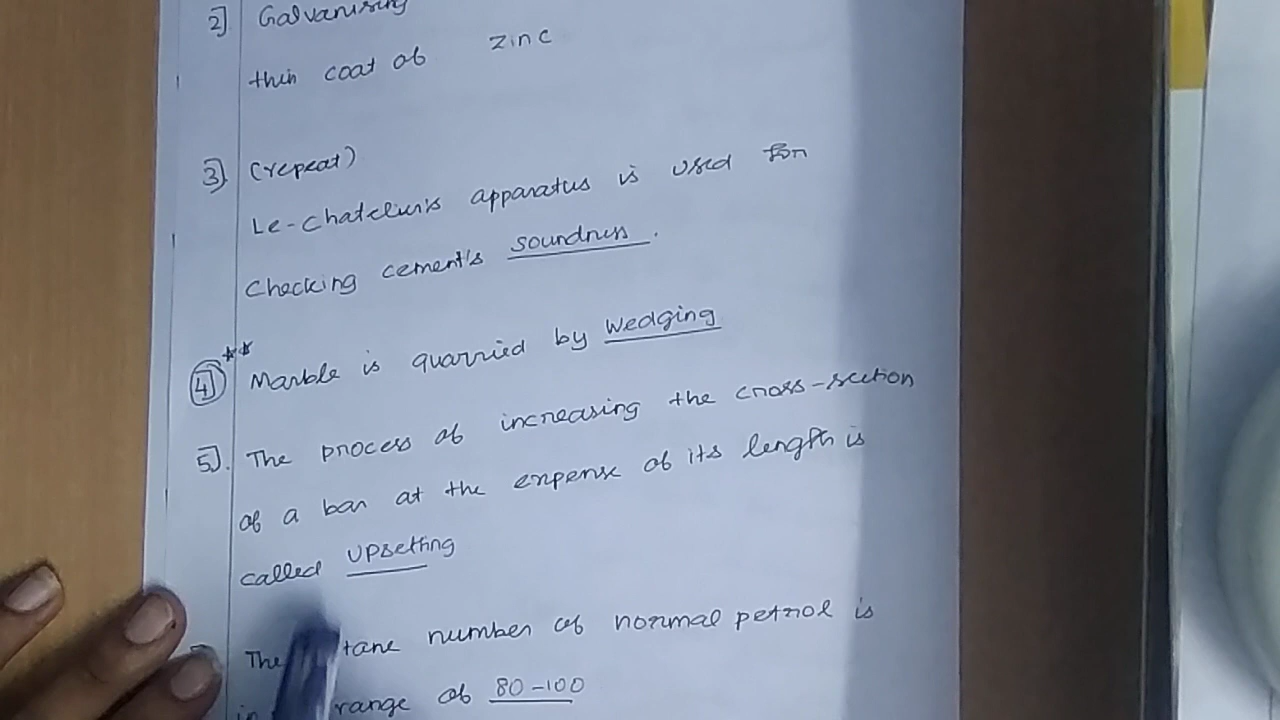 2] Galvanising
thin coat of zinc
3] (repeat)
Le-chatelier's apparatus is used for
checking cement's soundness.
** 4] Marble is quarried by wedging
5]. The process of increasing the cross-section
of a bar at the expense of its length is
called upsetting
The tane number of normal petrol is
in range of 80-100